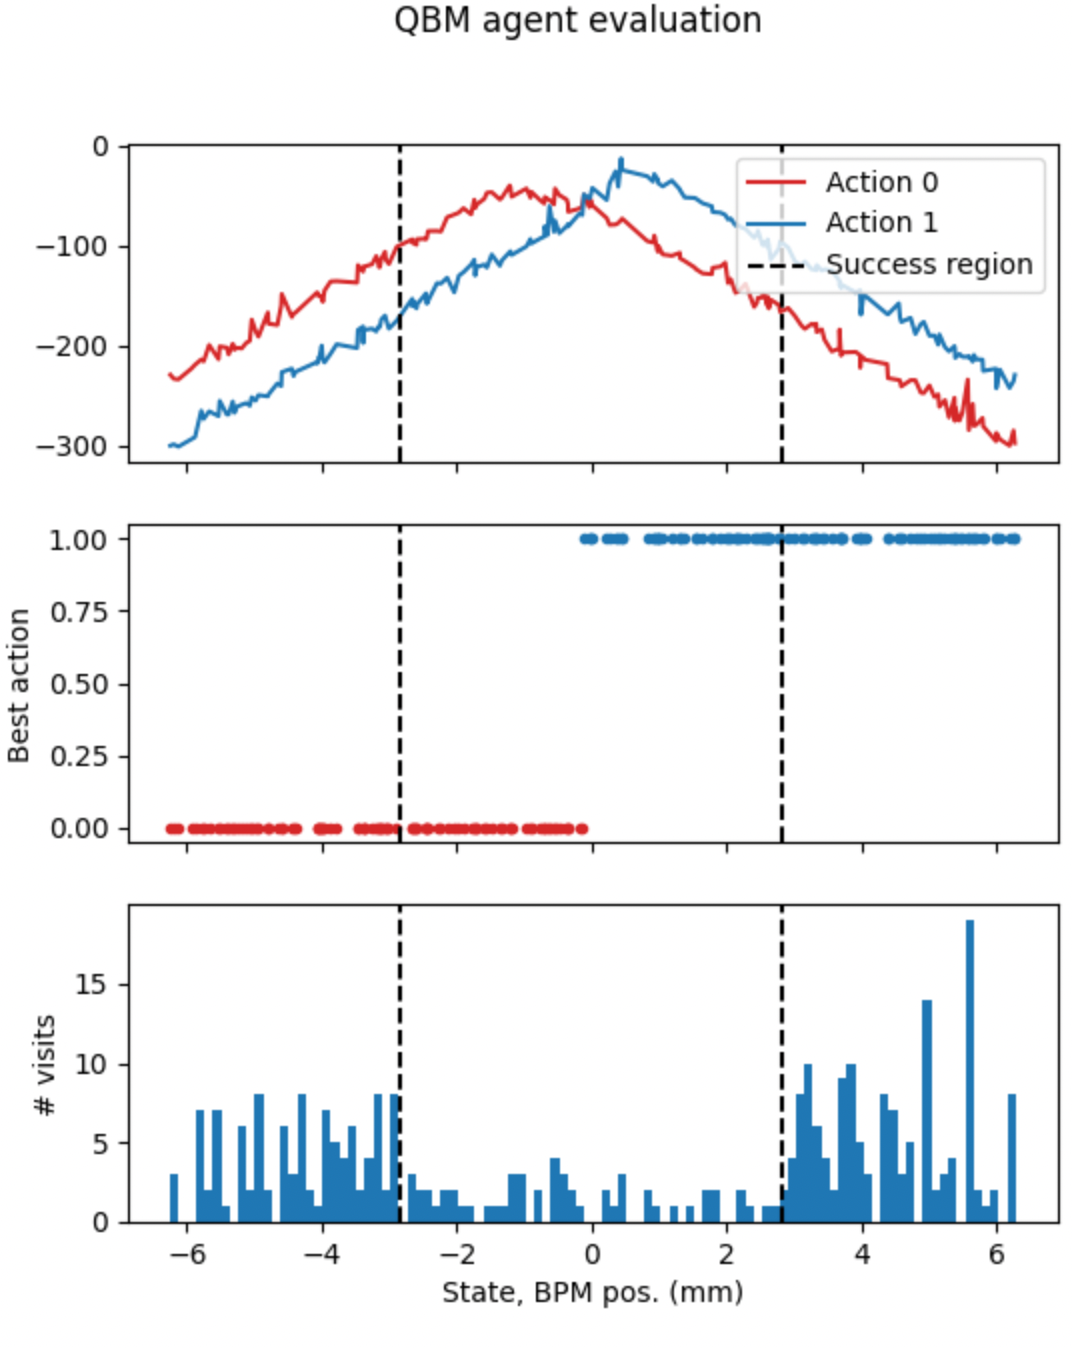 QBM agent evaluation
0
−100
−200
−300
Action 0
Action 1
Success region
Best action
1.00
0.75
0.50
0.25
0.00
# visits
15
10
5
0
−6 −4 −2 0 2 4 6
State, BPM pos. (mm)